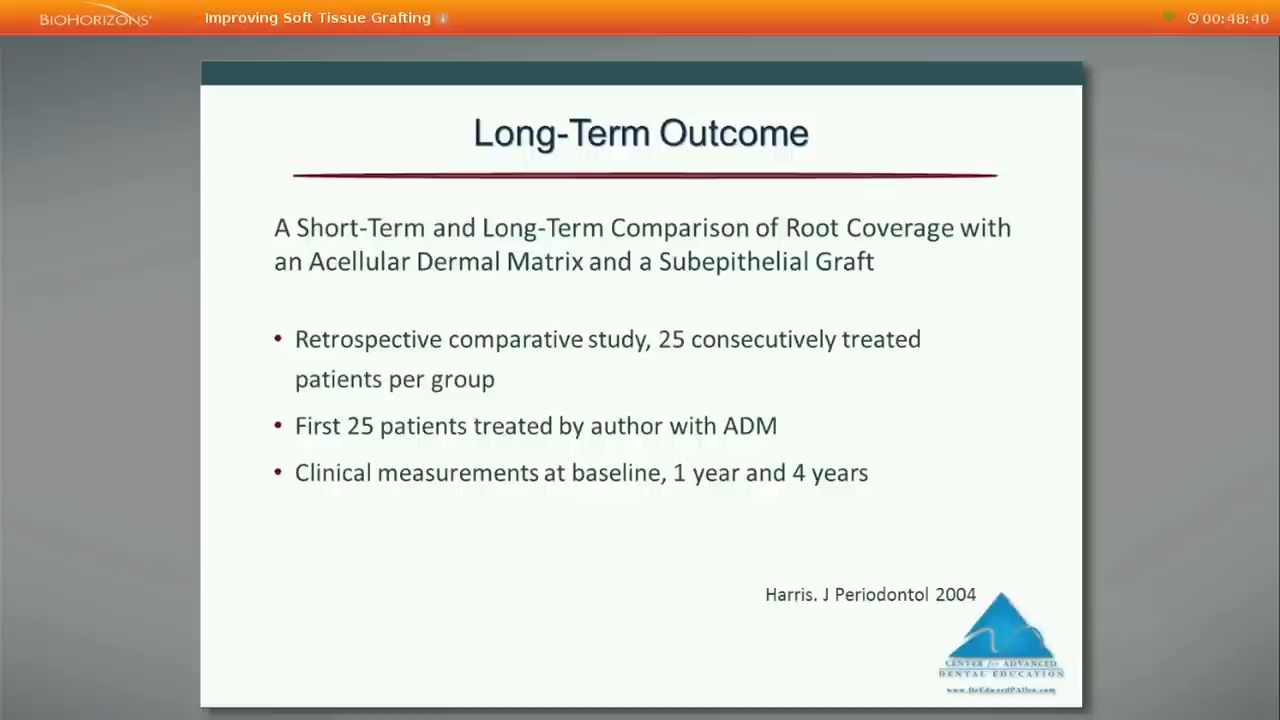 BIOHORIZONS®
Improving Soft Tissue Grafting
00:48:40
Long-Term Outcome
A Short-Term and Long-Term Comparison of Root Coverage with
an Acellular Dermal Matrix and a Subepithelial Graft
• Retrospective comparative study, 25 consecutively treated
patients per group
• First 25 patients treated by author with ADM
• Clinical measurements at baseline, 1 year and 4 years
Harris. J Periodontol 2004
CENTER for ADVANCED
DENTAL EDUCATION
www.DrEdwardPAllen.com